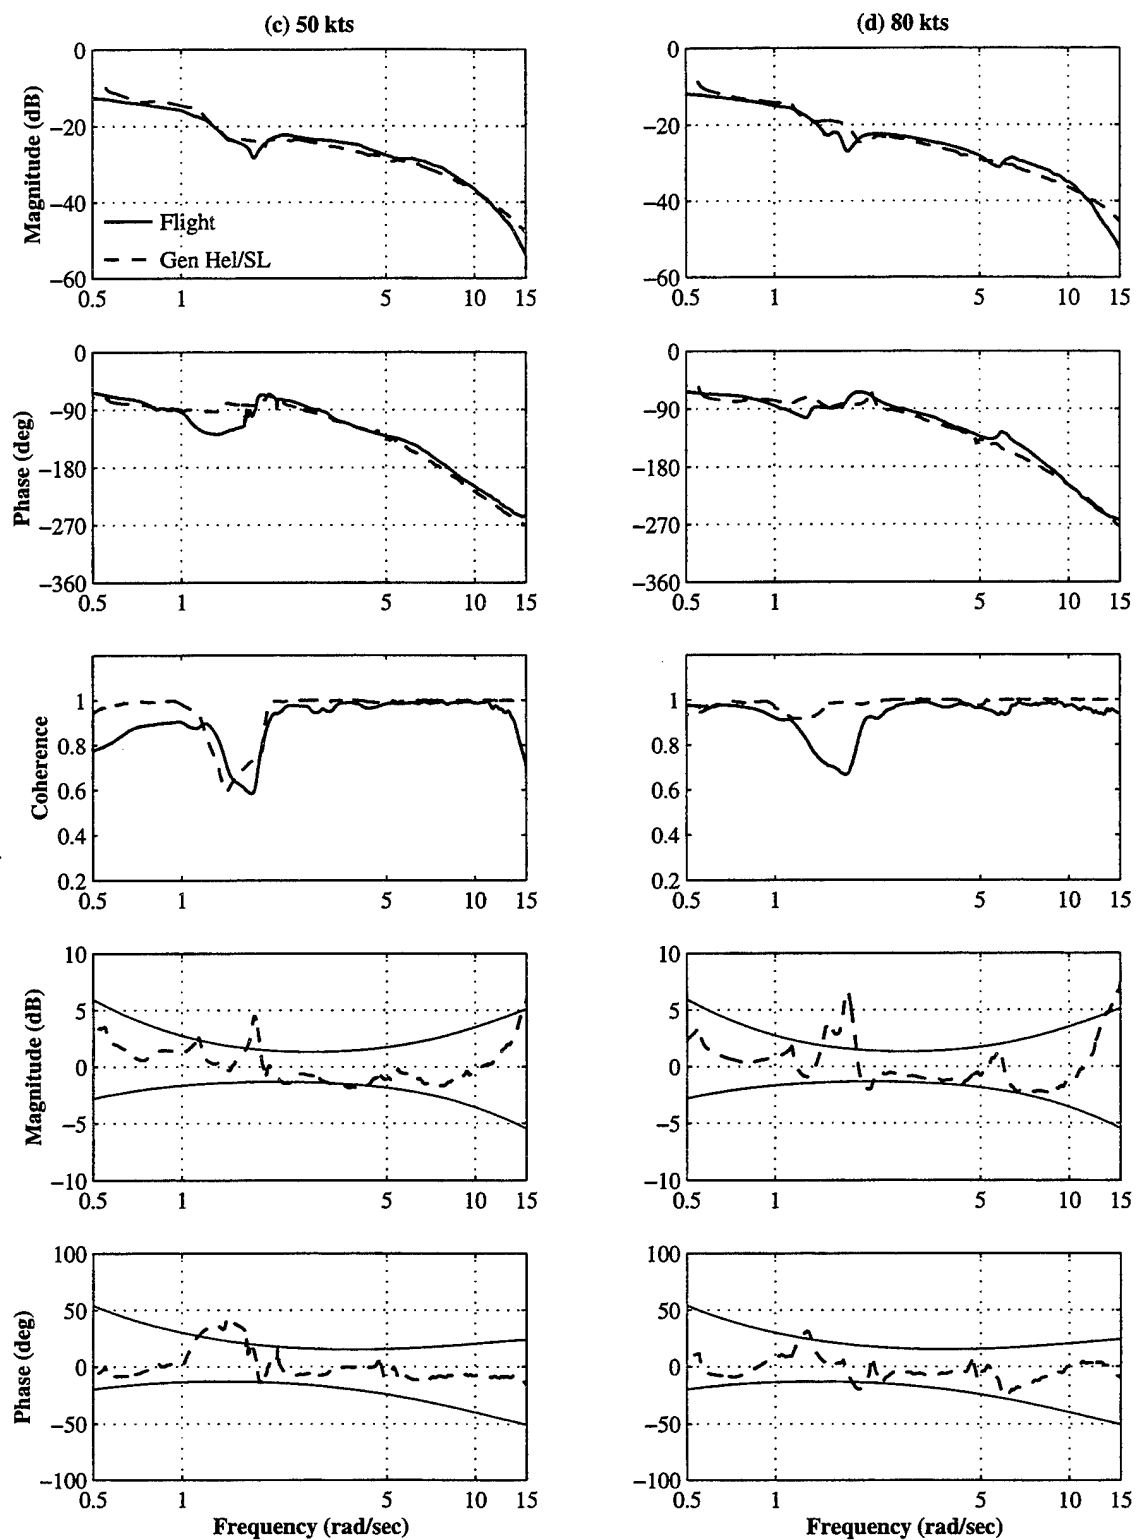 (c) 50 kts
(d) 80 kts
Magnitude (dB)
0
−20
−40
−60
Flight
Gen Hel/SL
0.5 1 5 10 15
0
−20
−40
−60
0.5 1 5 10 15
Phase (deg)
0
−90
−180
−270
−360
0.5 1 5 10 15
0
−90
−180
−270
−360
0.5 1 5 10 15
Coherence
1
0.8
0.6
0.4
0.2
0.5 1 5 10 15
1
0.8
0.6
0.4
0.2
0.5 1 5 10 15
Magnitude (dB)
10
5
0
−5
−10
0.5 1 5 10 15
10
5
0
−5
−10
0.5 1 5 10 15
Phase (deg)
100
50
0
−50
−100
0.5 1 5 10 15
Frequency (rad/sec)
100
50
0
−50
−100
0.5 1 5 10 15
Frequency (rad/sec)